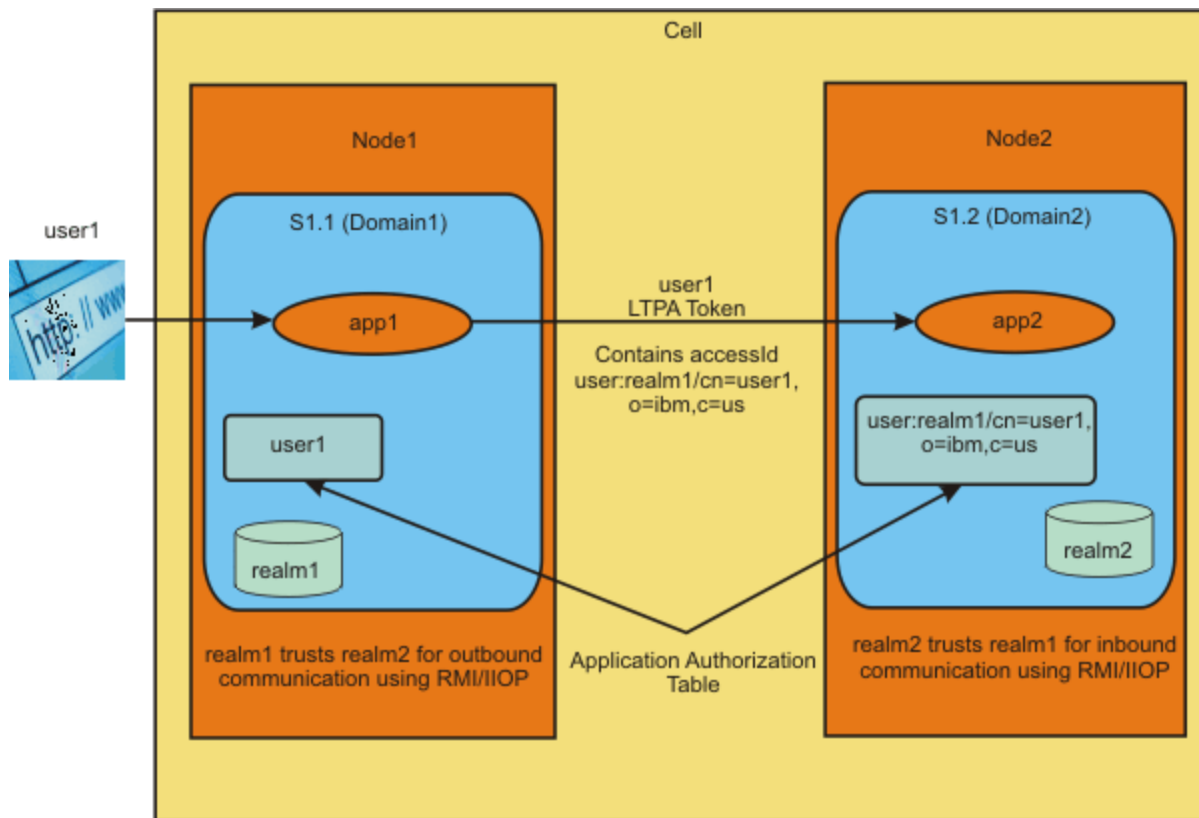 Cell
Node1
Node2
S1.1 (Domain1)
S1.2 (Domain2)
user1
http: // www
app1
user1
LTPA Token
app2
Contains accessId
user:realm1/cn=user1,
o=ibm,c=us
user1
user:realm1/cn=user1,
o=ibm,c=us
realm1
realm2
realm1 trusts realm2 for outbound
communication using RMI/IIOP
Application Authorization
Table
realm2 trusts realm1 for inbound
communication using RMI/IIOP